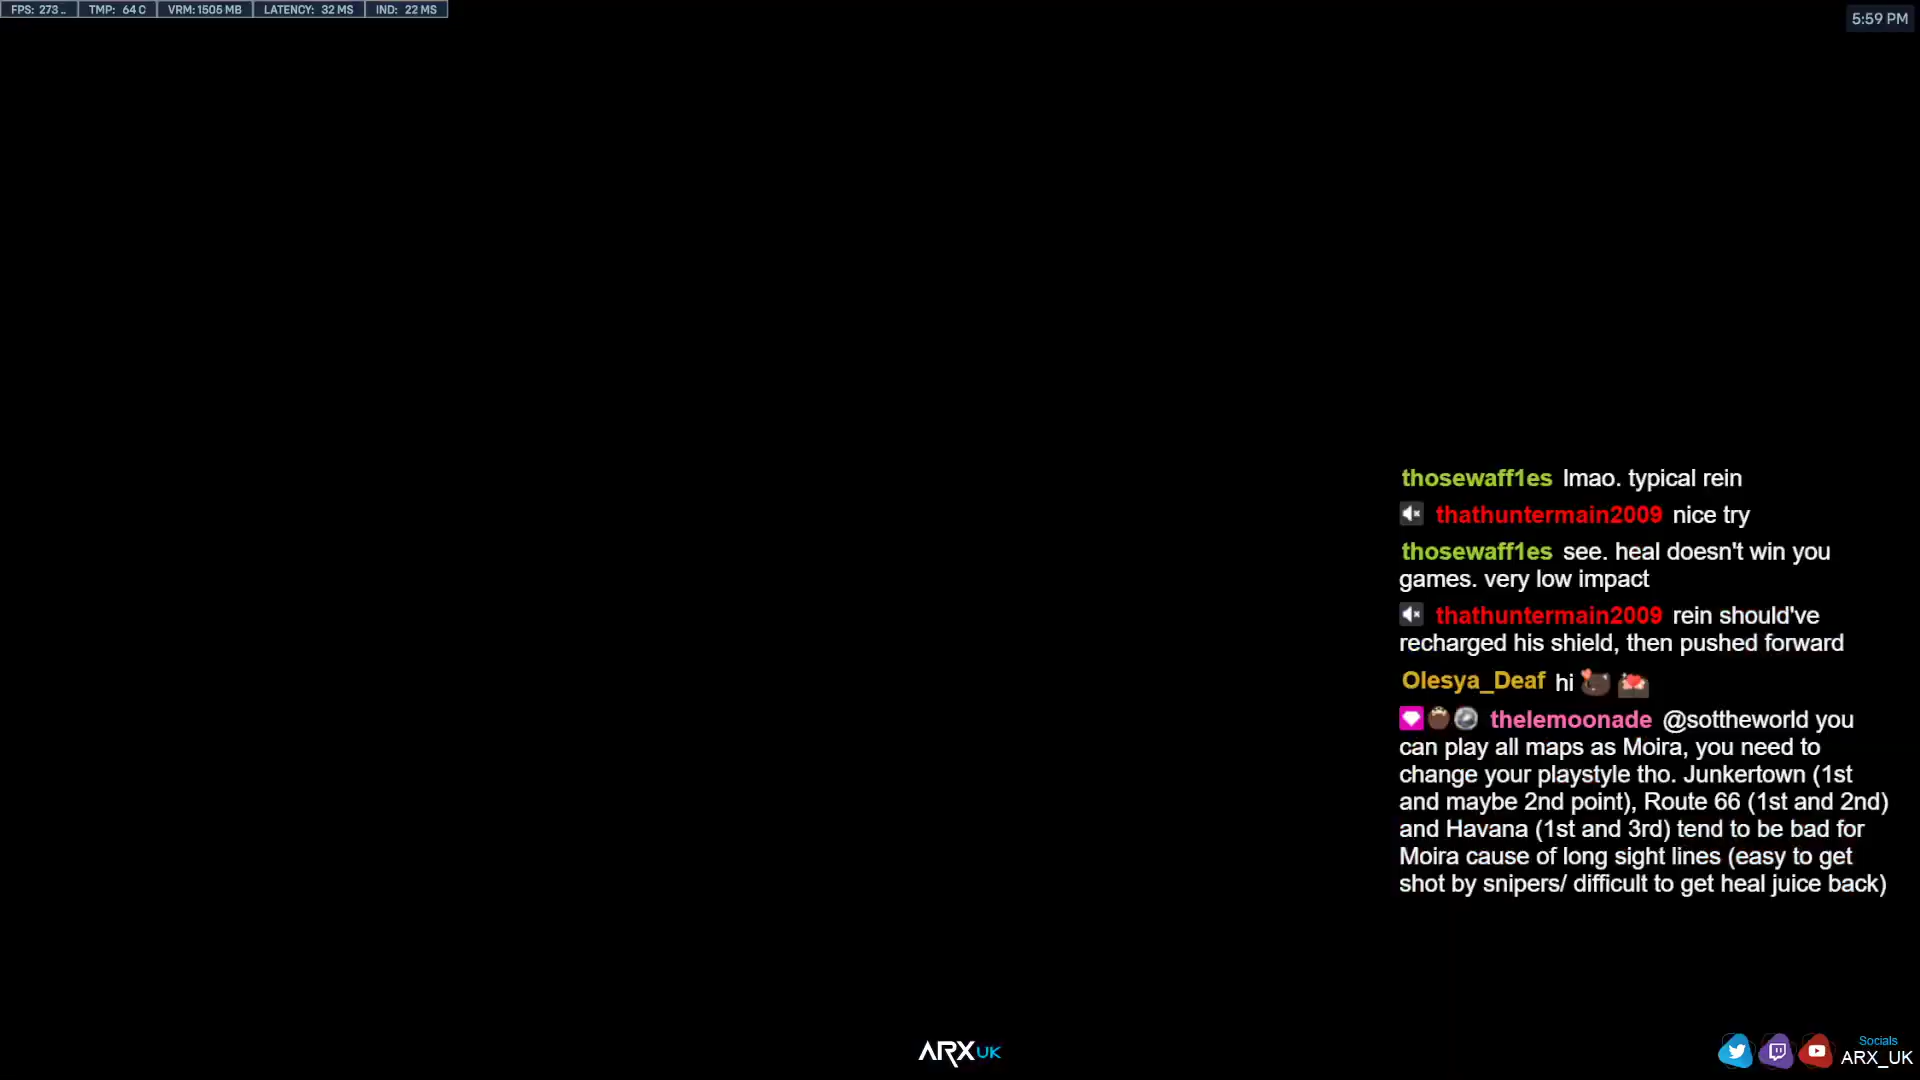 FPS: 273 .. TMP: 64 C VRM: 1505 MB LATENCY: 32 MS IND: 22 MS
5:59 PM
thosewaff1es lmao. typical rein
thathuntermain2009 nice try
thosewaff1es see. heal doesn't win you
games. very low impact
thathuntermain2009 rein should've
recharged his shield, then pushed forward
Olesya_Deaf hi
thelemoonade @sottheworld you
can play all maps as Moira, you need to
change your playstyle tho. Junkertown (1st
and maybe 2nd point), Route 66 (1st and 2nd)
and Havana (1st and 3rd) tend to be bad for
Moira cause of long sight lines (easy to get
shot by snipers/ difficult to get heal juice back)
ARX UK
Socials
ARX_UK